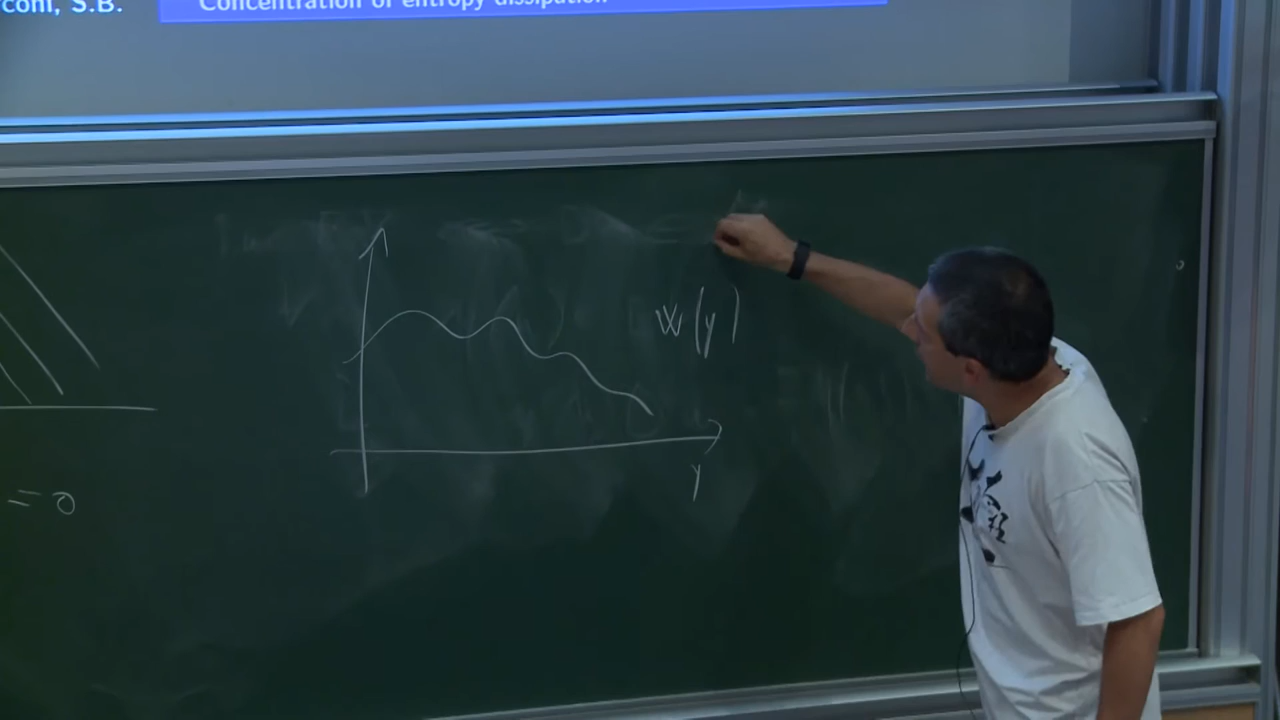 S.B.
Concentration of entropy dissipation
w(y)
y
= 0